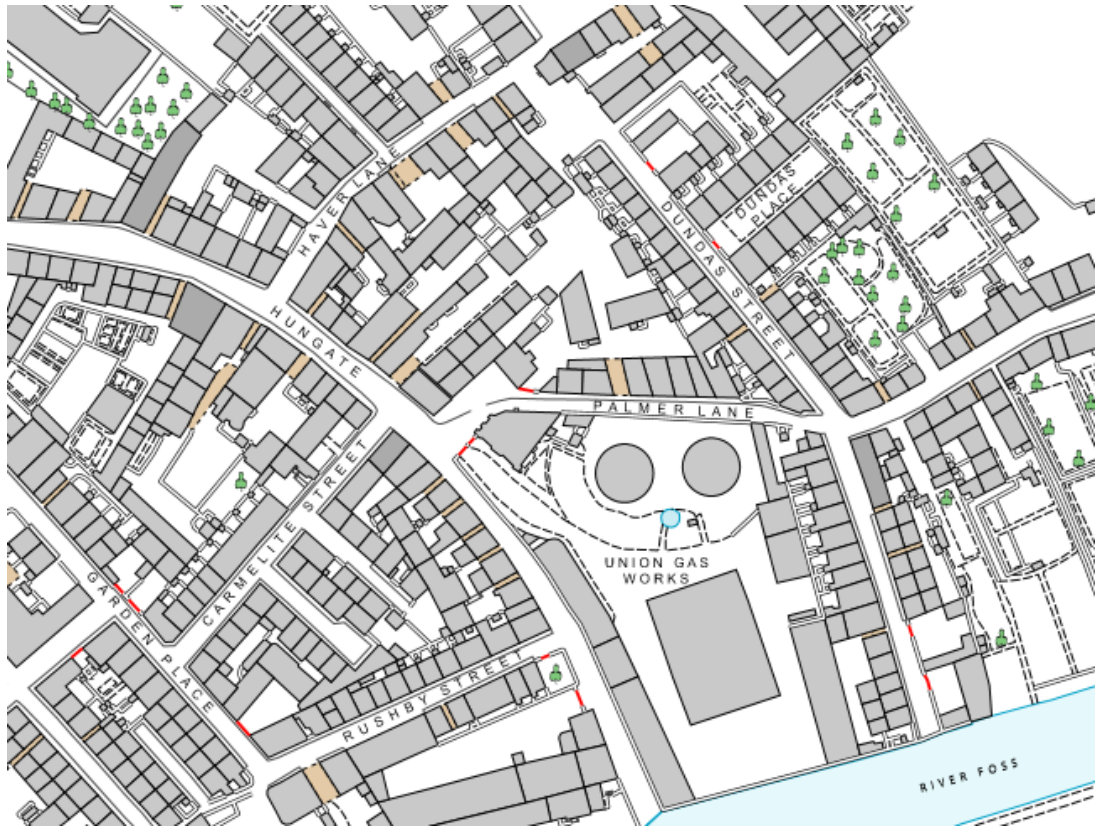 HAVER LANE
DUNDAS
PLACE
DUNDAS STREET
HUNGATE
PALMER LANE
CARMELITE STREET
UNION GAS
WORKS
GARDEN PLACE
RUSHBY STREET
RIVER FOSS